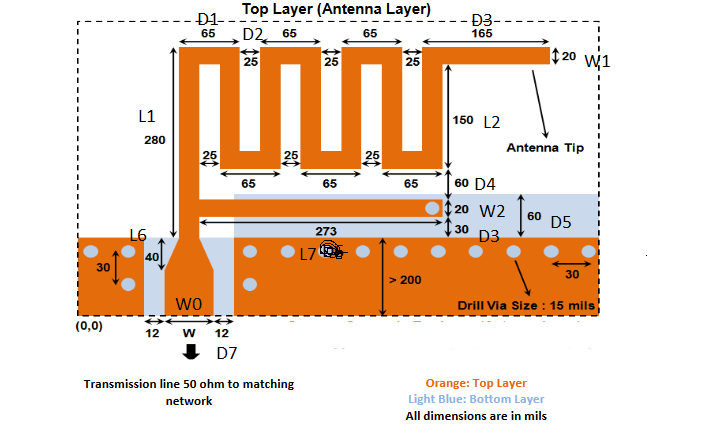 Top Layer (Antenna Layer)
D1 D3
65 D2 65 65 165
25 25 25 20 W1
L1
280
150 L2
Antenna Tip
25 25 25
65 65 65
60 D4
20 W2
60 D5
273 30 D3
L6
40
L7
30
> 200
30
W0
Drill Via Size : 15 mils
(0,0)
12 W 12
D7
Transmission line 50 ohm to matching
network
Orange: Top Layer
Light Blue: Bottom Layer
All dimensions are in mils